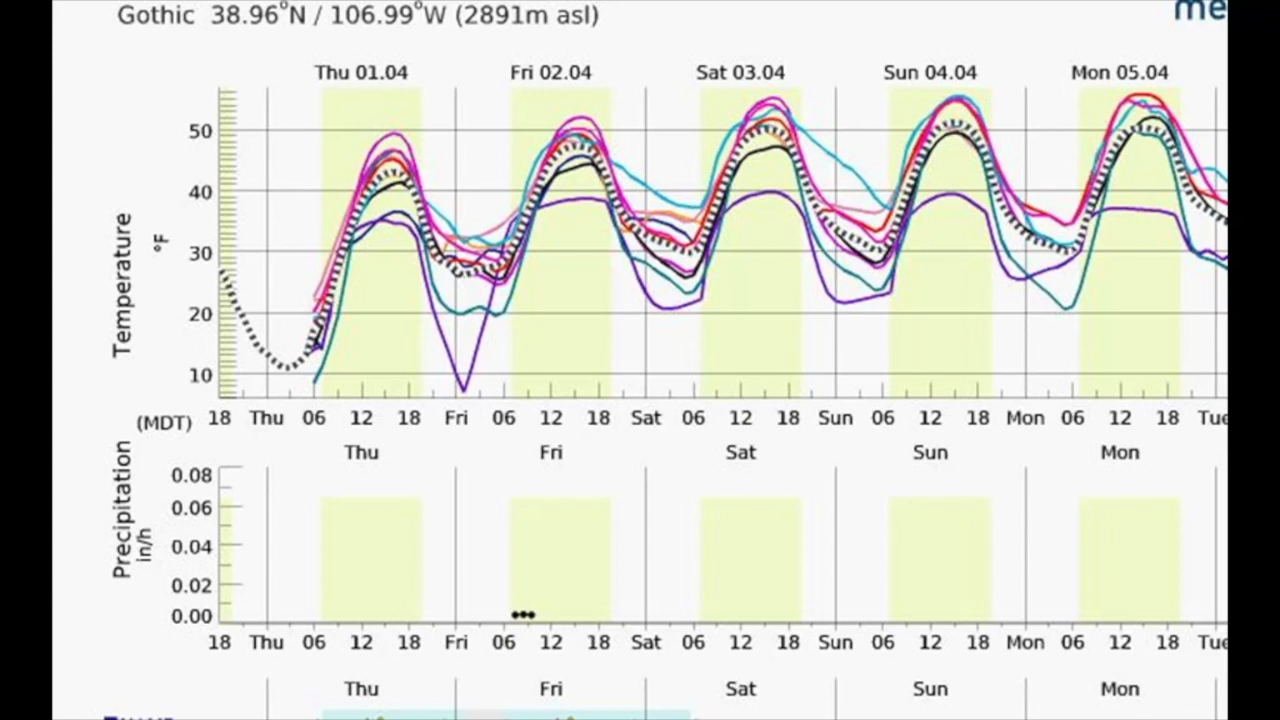 Gothic 38.96°N / 106.99°W (2891m asl)
me
Thu 01.04 Fri 02.04 Sat 03.04 Sun 04.04 Mon 05.04
Temperature
°F
50
40
30
20
10
18 Thu 06 12 18 Fri 06 12 18 Sat 06 12 18 Sun 06 12 18 Mon 06 12 18 Tue
(MDT)
Thu Fri Sat Sun Mon
Precipitation
in/h
0.08
0.06
0.04
0.02
0.00
18 Thu 06 12 18 Fri 06 12 18 Sat 06 12 18 Sun 06 12 18 Mon 06 12 18 Tue
Thu Fri Sat Sun Mon